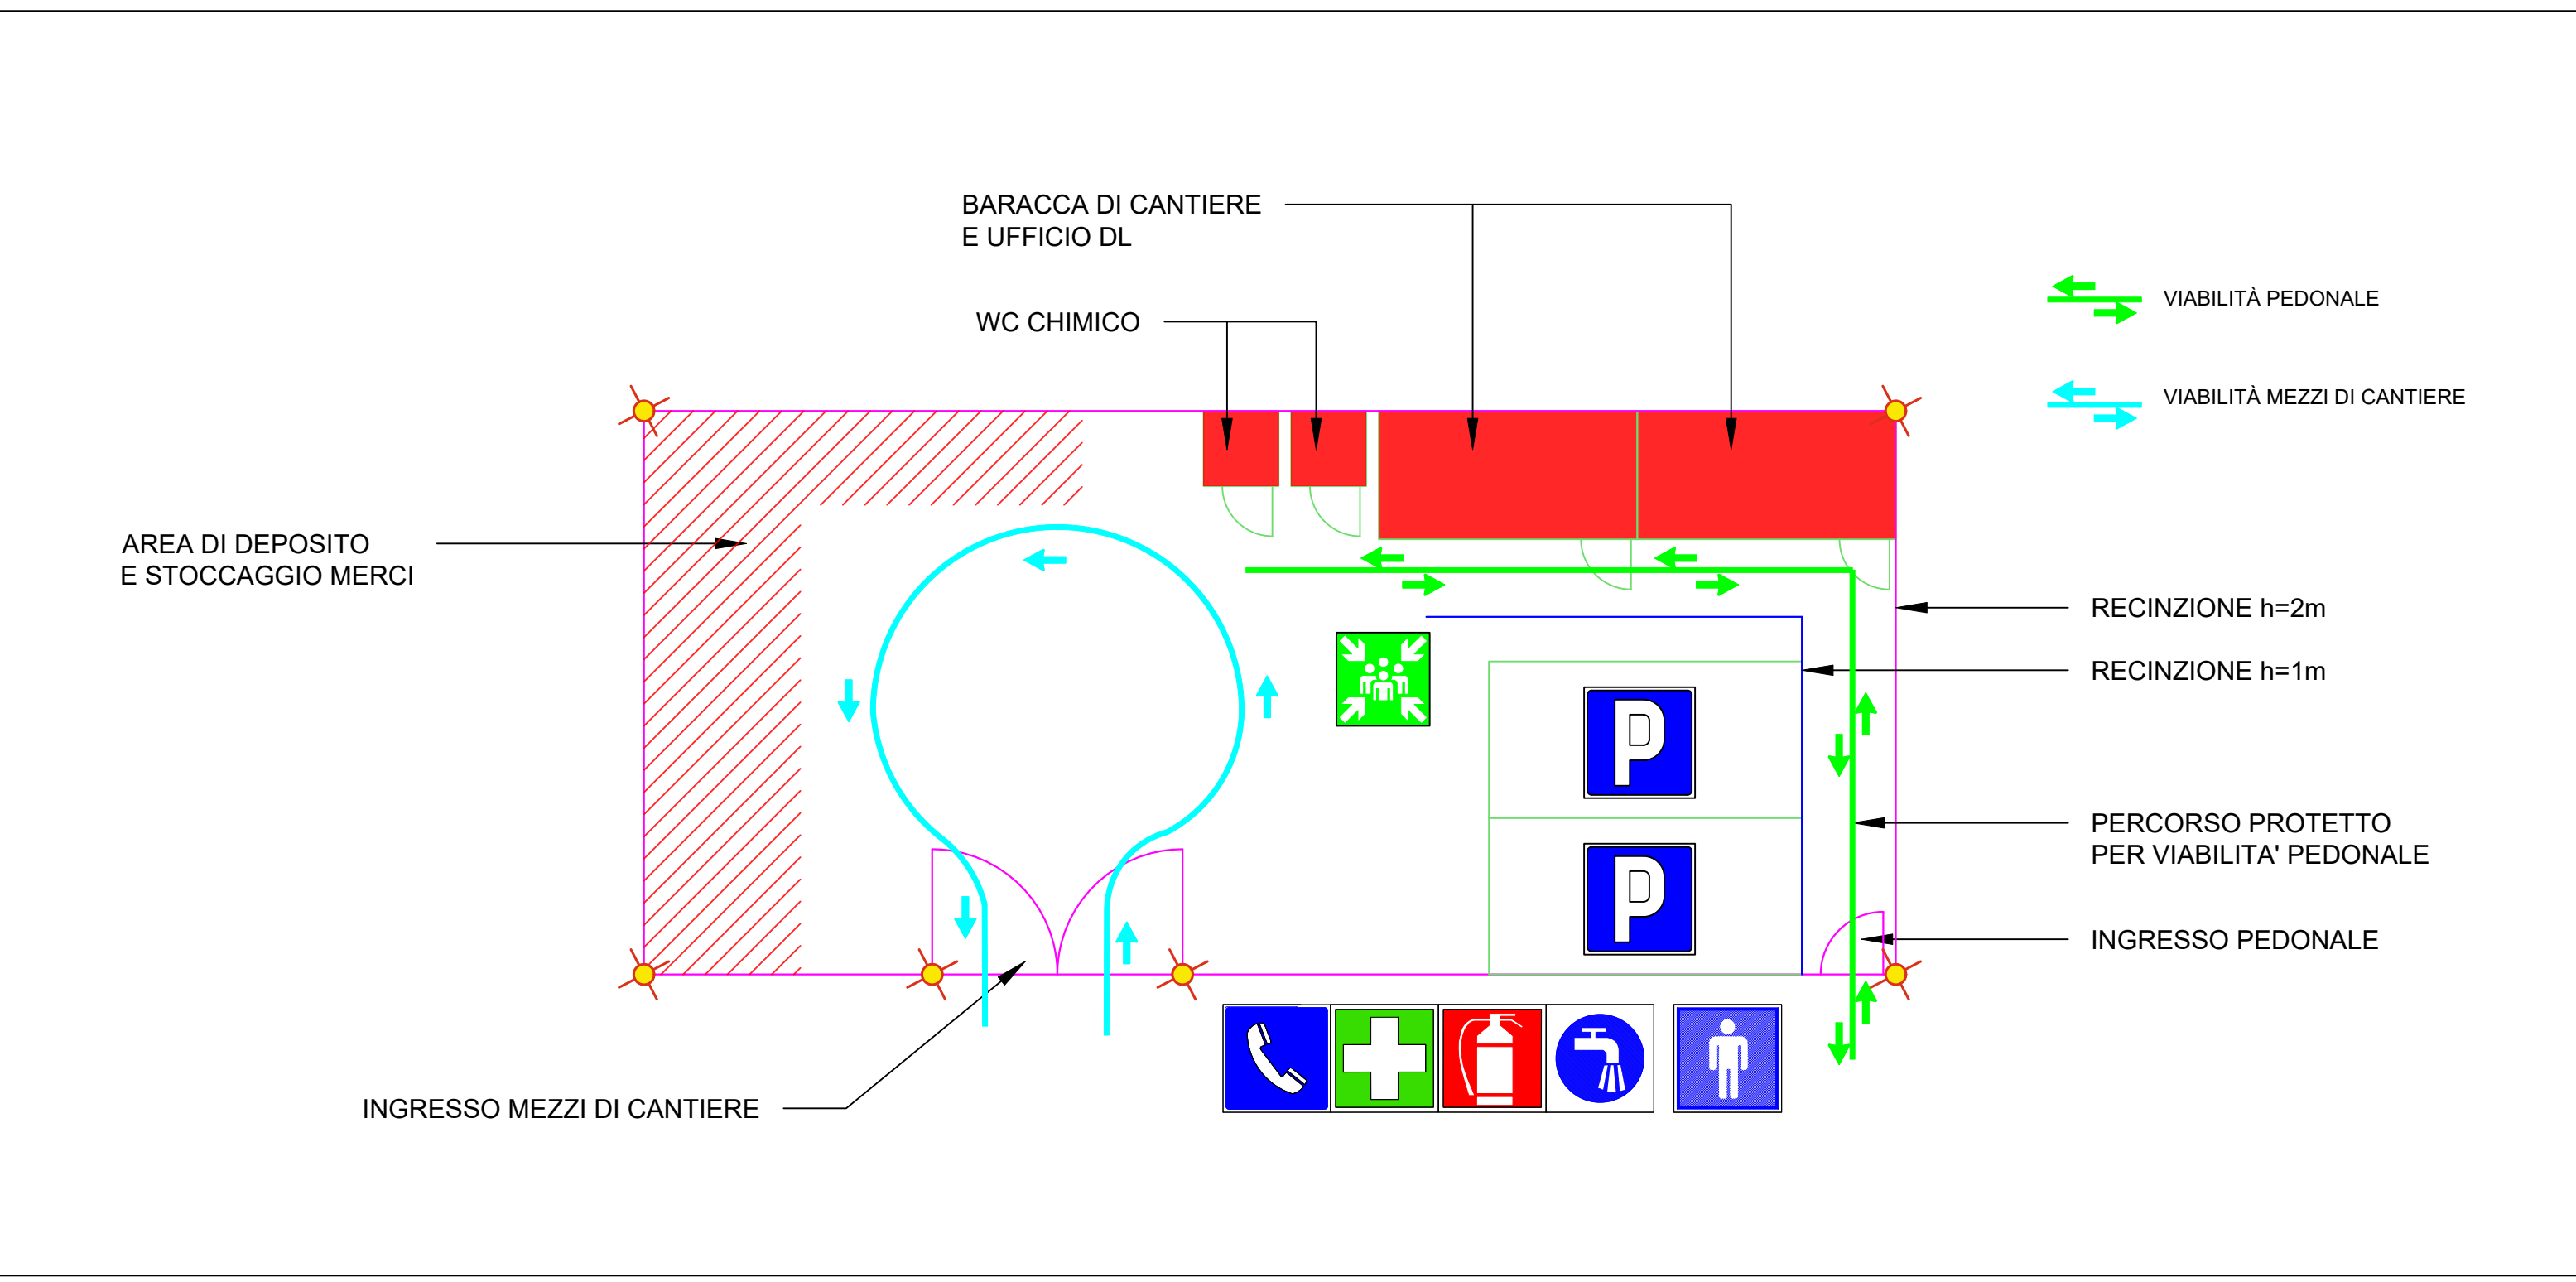 BARACCA DI CANTIERE
E UFFICIO DL
WC CHIMICO
VIABILITÀ PEDONALE
VIABILITÀ MEZZI DI CANTIERE
AREA DI DEPOSITO
E STOCCAGGIO MERCI
RECINZIONE h=2m
RECINZIONE h=1m
P
P
PERCORSO PROTETTO
PER VIABILITA' PEDONALE
INGRESSO PEDONALE
INGRESSO MEZZI DI CANTIERE